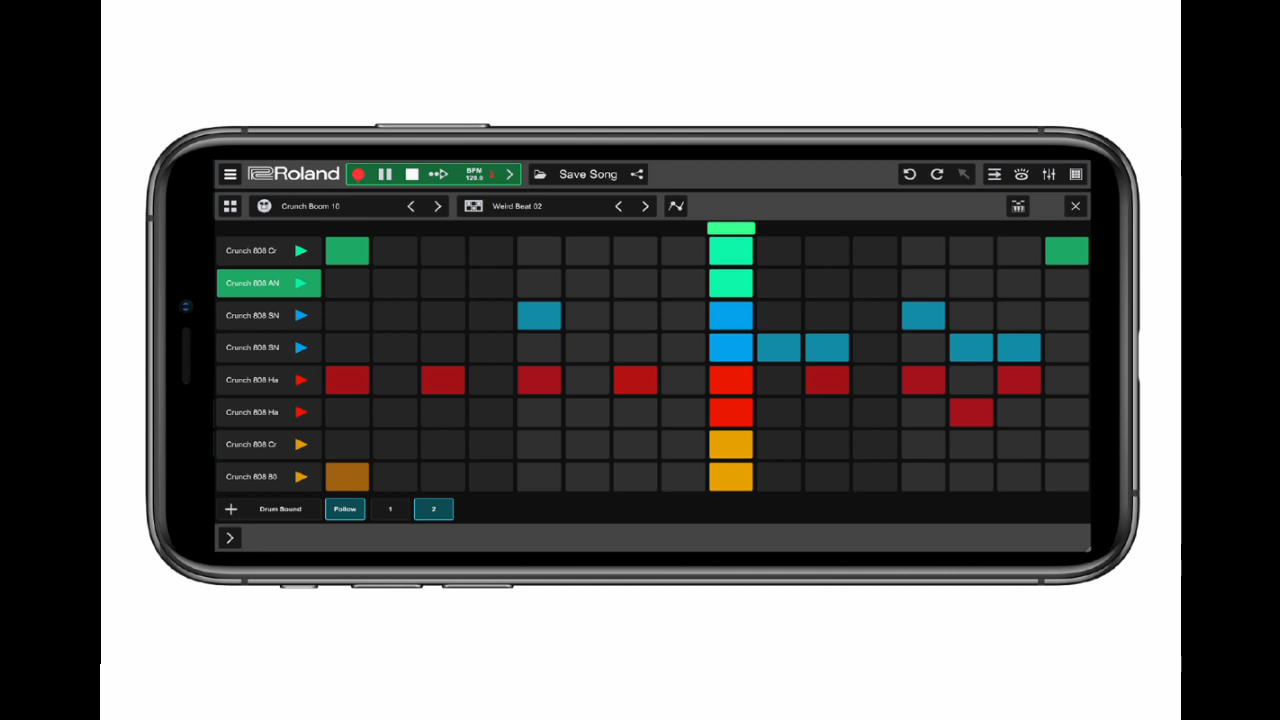 Roland
BPM
129.0
Save Song
Crunch Boom 10
Weird Beat 02
Crunch 808 Cr
Crunch 808 AN
Crunch 808 SN
Crunch 808 SN
Crunch 808 Ha
Crunch 808 Ha
Crunch 808 Cr
Crunch 808 80
Drum Sound
Follow
1
2